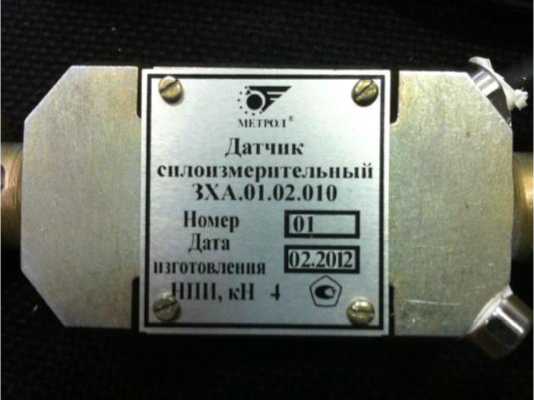 МЕТРОЛ®
Датчик
силоизмерительный
ЗХА.01.02.010
Номер 01
Дата
изготовления 02.2012
НПИ, кН 4